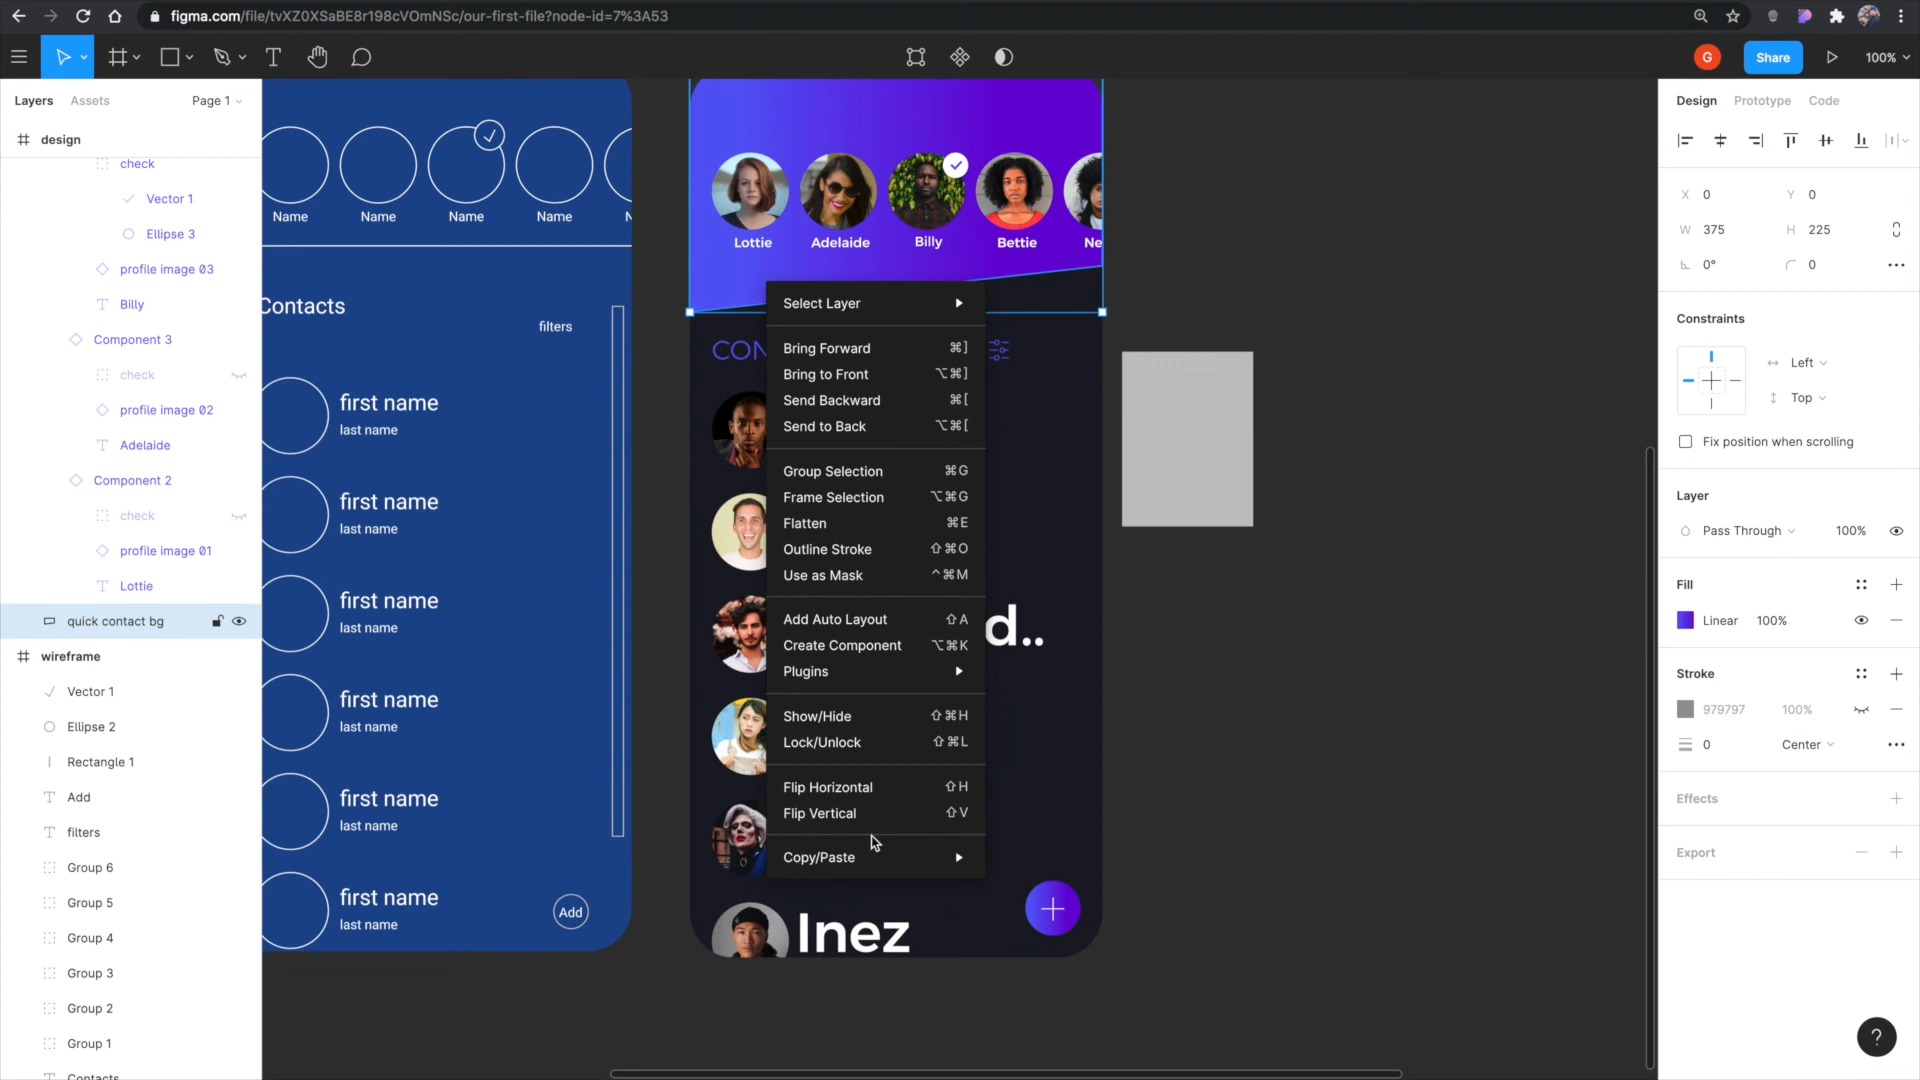 figma.com/file/tvXZ0XSaBE8r198cVOmNSc/our-first-file?node-id=7%3A53
G
Share
100%
Layers
Assets
Page 1
design
check
Vector 1
Ellipse 3
profile image 03
Billy
Component 3
check
profile image 02
Adelaide
Component 2
check
profile image 01
Lottie
quick contact bg
wireframe
Vector 1
Ellipse 2
Rectangle 1
Add
filters
Group 6
Group 5
Group 4
Group 3
Group 2
Group 1
Contacts
Name
Name
Name
Name
N
Contacts
filters
first name
last name
first name
last name
first name
last name
first name
last name
first name
last name
first name
last name
Add
Lottie
Adelaide
Billy
Bettie
Ne
CON
d..
Inez
Select Layer
Bring Forward ⌘]
Bring to Front ⌥⌘]
Send Backward ⌘[
Send to Back ⌥⌘[
Group Selection ⌘G
Frame Selection ⌥⌘G
Flatten ⌘E
Outline Stroke ⇧⌘O
Use as Mask ^⌘M
Add Auto Layout ⇧A
Create Component ⌥⌘K
Plugins
Show/Hide ⇧⌘H
Lock/Unlock ⇧⌘L
Flip Horizontal ⇧H
Flip Vertical ⇧V
Copy/Paste
Design
Prototype
Code
X 0 Y 0
W 375 H 225
0° 0
Constraints
Left
Top
Fix position when scrolling
Layer
Pass Through 100%
Fill
Linear 100%
Stroke
979797 100%
0 Center
Effects
Export
?